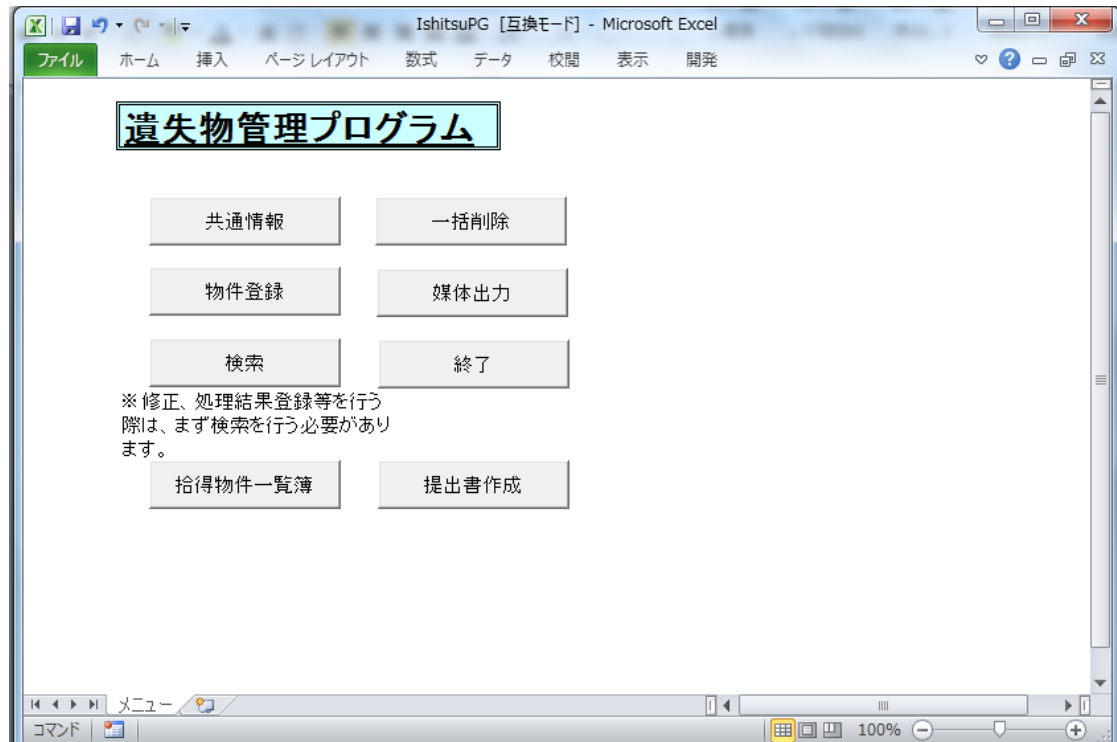 IshitsuPG [互換モード] - Microsoft Excel
ファイル ホーム 挿入 ページ レイアウト 数式 データ 校閲 表示 開発
遺失物管理プログラム
共通情報 一括削除
物件登録 媒体出力
検索 終了
※修正、処理結果登録等を行う
際は、まず検索を行う必要があり
ます。
拾得物件一覧簿 提出書作成
メニュー
コマンド 100%